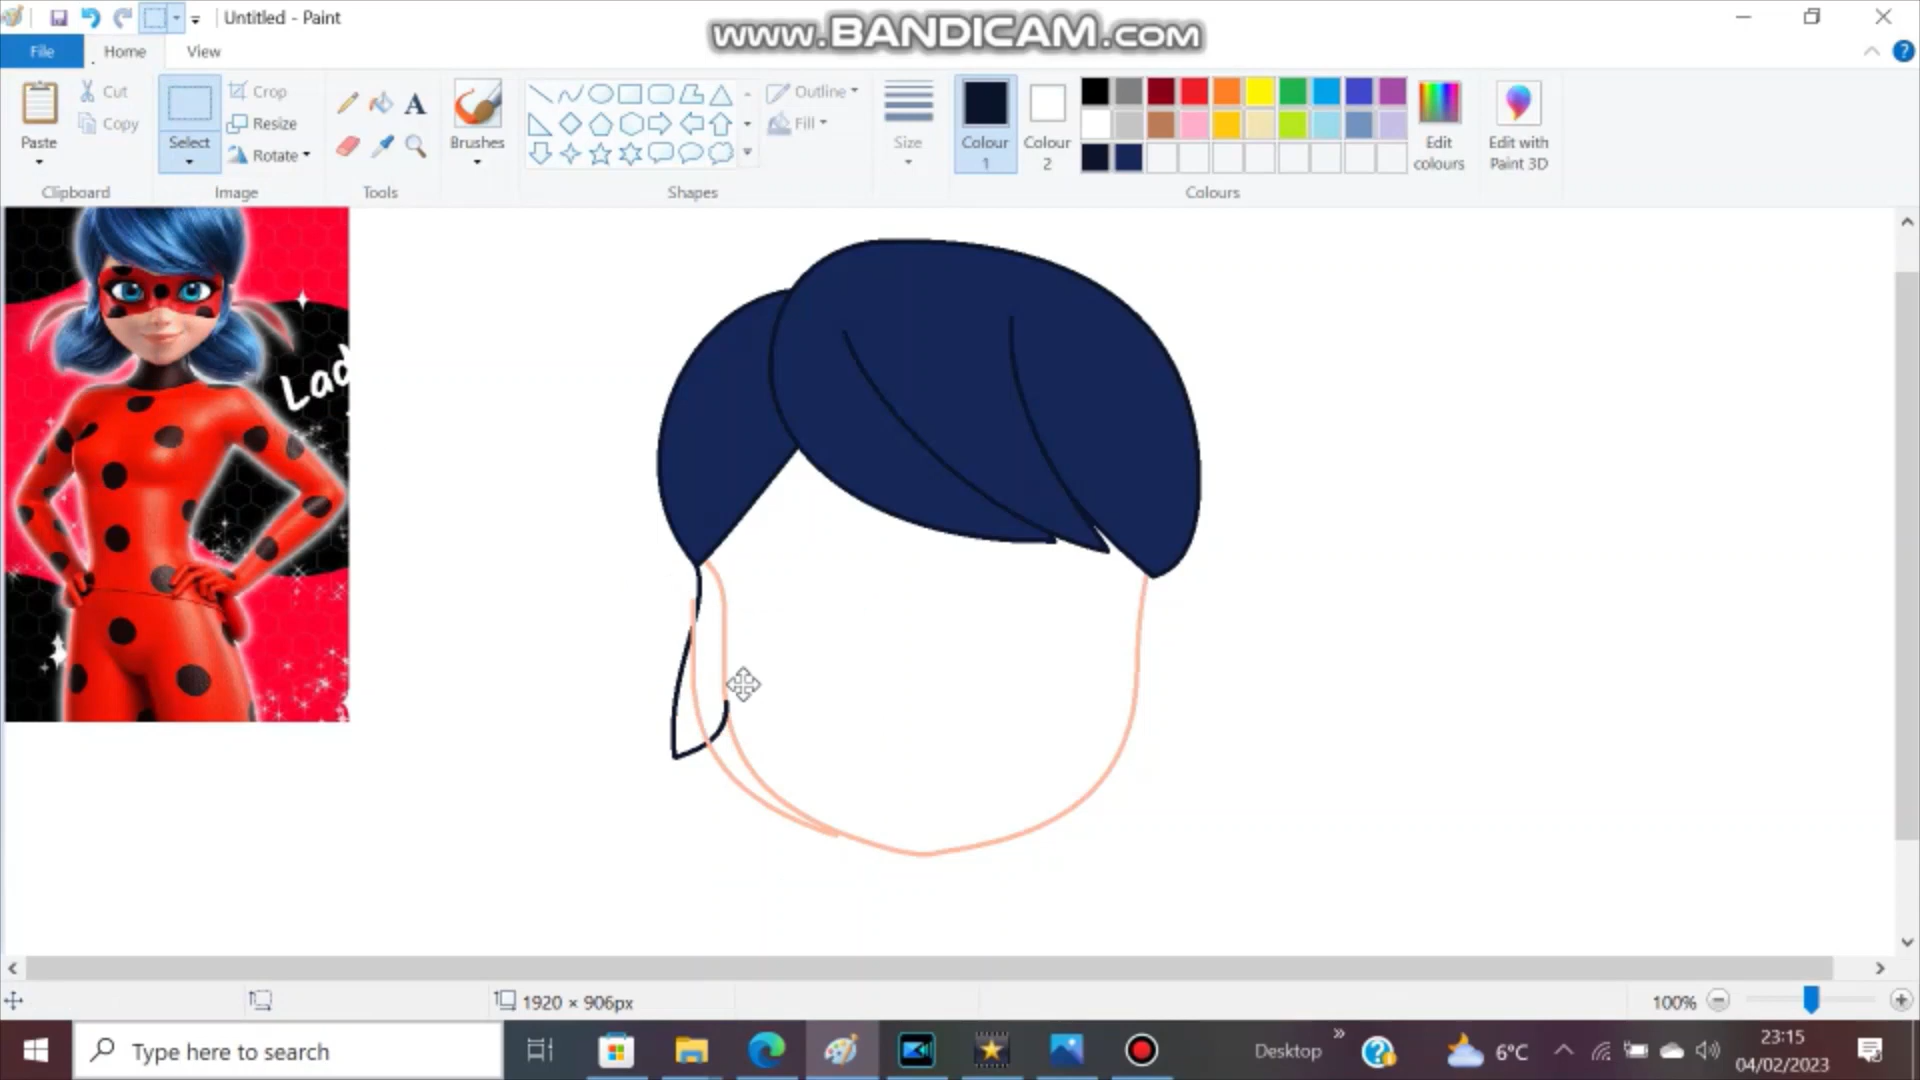 Untitled - Paint
www.BANDICAM.com
File
Home
View
Paste
Cut
Copy
Clipboard
Select
Crop
Resize
Rotate
Image
A
Tools
Brushes
Shapes
Outline
Fill
Size
Colour 1
Colour 2
Colours
Edit colours
Edit with Paint 3D
?
Lad
1920 × 906px
100%
Type here to search
Desktop
6°C
23:15
04/02/2023